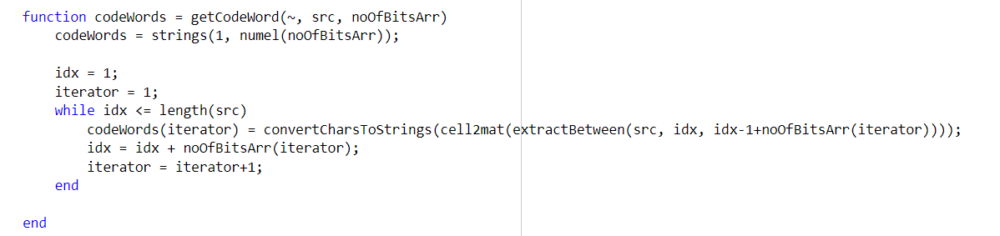 function codeWords = getCodeWord(~, src, noOfBitsArr)
    codeWords = strings(1, numel(noOfBitsArr));

    idx = 1;
    iterator = 1;
    while idx <= length(src)
        codeWords(iterator) = convertCharsToStrings(cell2mat(extractBetween(src, idx, idx-1+noOfBitsArr(iterator))));
        idx = idx + noOfBitsArr(iterator);
        iterator = iterator+1;
    end

end